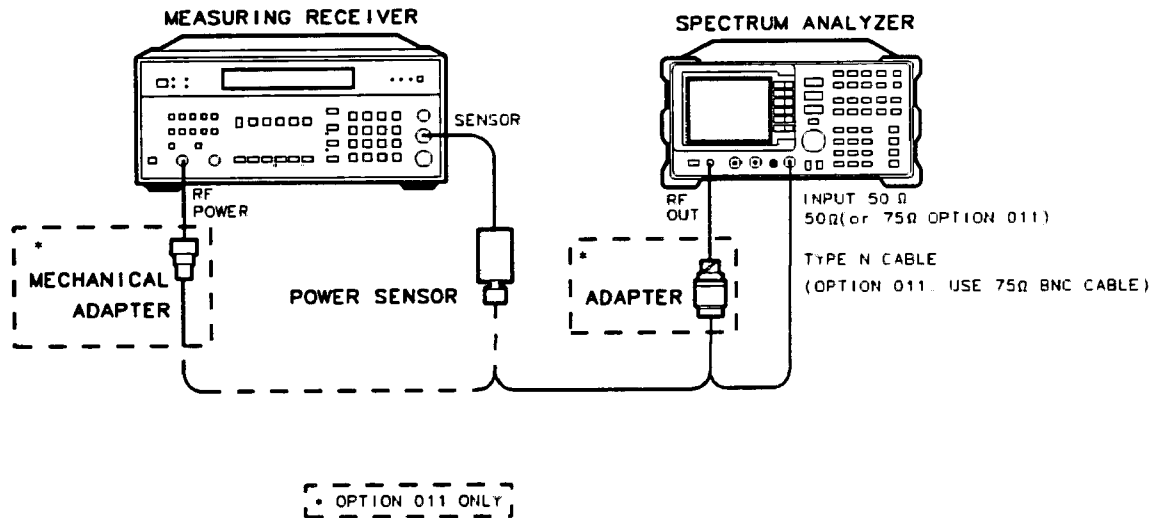 MEASURING RECEIVER
SPECTRUM ANALYZER
SENSOR
RF
POWER
RF
OUT
INPUT 50 Ω
50Ω(or 75Ω OPTION 011)
*
MECHANICAL
ADAPTER
POWER SENSOR
*
ADAPTER
TYPE N CABLE
(OPTION 011. USE 75Ω BNC CABLE)
* OPTION 011 ONLY